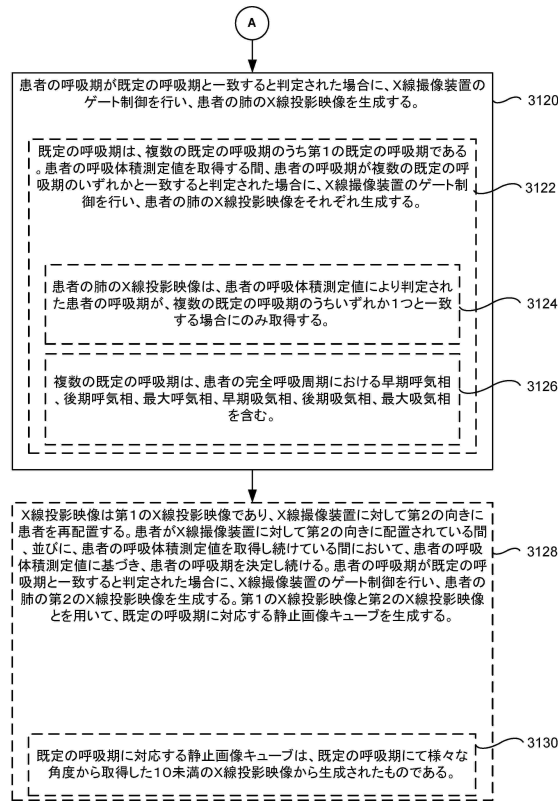 A
患者の呼吸期が既定の呼吸期と一致すると判定された場合に、X線撮像装置の
ゲート制御を行い、患者の肺のX線投影映像を生成する。
3120
既定の呼吸期は、複数の既定の呼吸期のうち第1の既定の呼吸期である
。患者の呼吸体積測定値を取得する間、患者の呼吸期が複数の既定の呼
吸期のいずれかと一致すると判定された場合に、X線撮像装置のゲート制
御を行い、患者の肺のX線投影映像をそれぞれ生成する。
3122
患者の肺のX線投影映像は、患者の呼吸体積測定値により判定され
た患者の呼吸期が、複数の既定の呼吸期のうちいずれか1つと一致
する場合にのみ取得する。
3124
複数の既定の呼吸期は、患者の完全呼吸周期における早期呼気相
、後期呼気相、最大呼気相、早期吸気相、後期吸気相、最大吸気相
を含む。
3126
X線投影映像は第1のX線投影映像であり、X線撮像装置に対して第2の向きに
患者を再配置する。患者がX線撮像装置に対して第2の向きに配置されている間
、並びに、患者の呼吸体積測定値を取得し続けている間において、患者の呼吸
体積測定値に基づき、患者の呼吸期を決定し続ける。患者の呼吸期が既定の呼
吸期と一致すると判定された場合に、X線撮像装置のゲート制御を行い、患者の
肺の第2のX線投影映像を生成する。第1のX線投影映像と第2のX線投影映像
とを用いて、既定の呼吸期に対応する静止画像キューブを生成する。
3128
既定の呼吸期に対応する静止画像キューブは、既定の呼吸期にて様々な
角度から取得した10未満のX線投影映像から生成されたものである。
3130